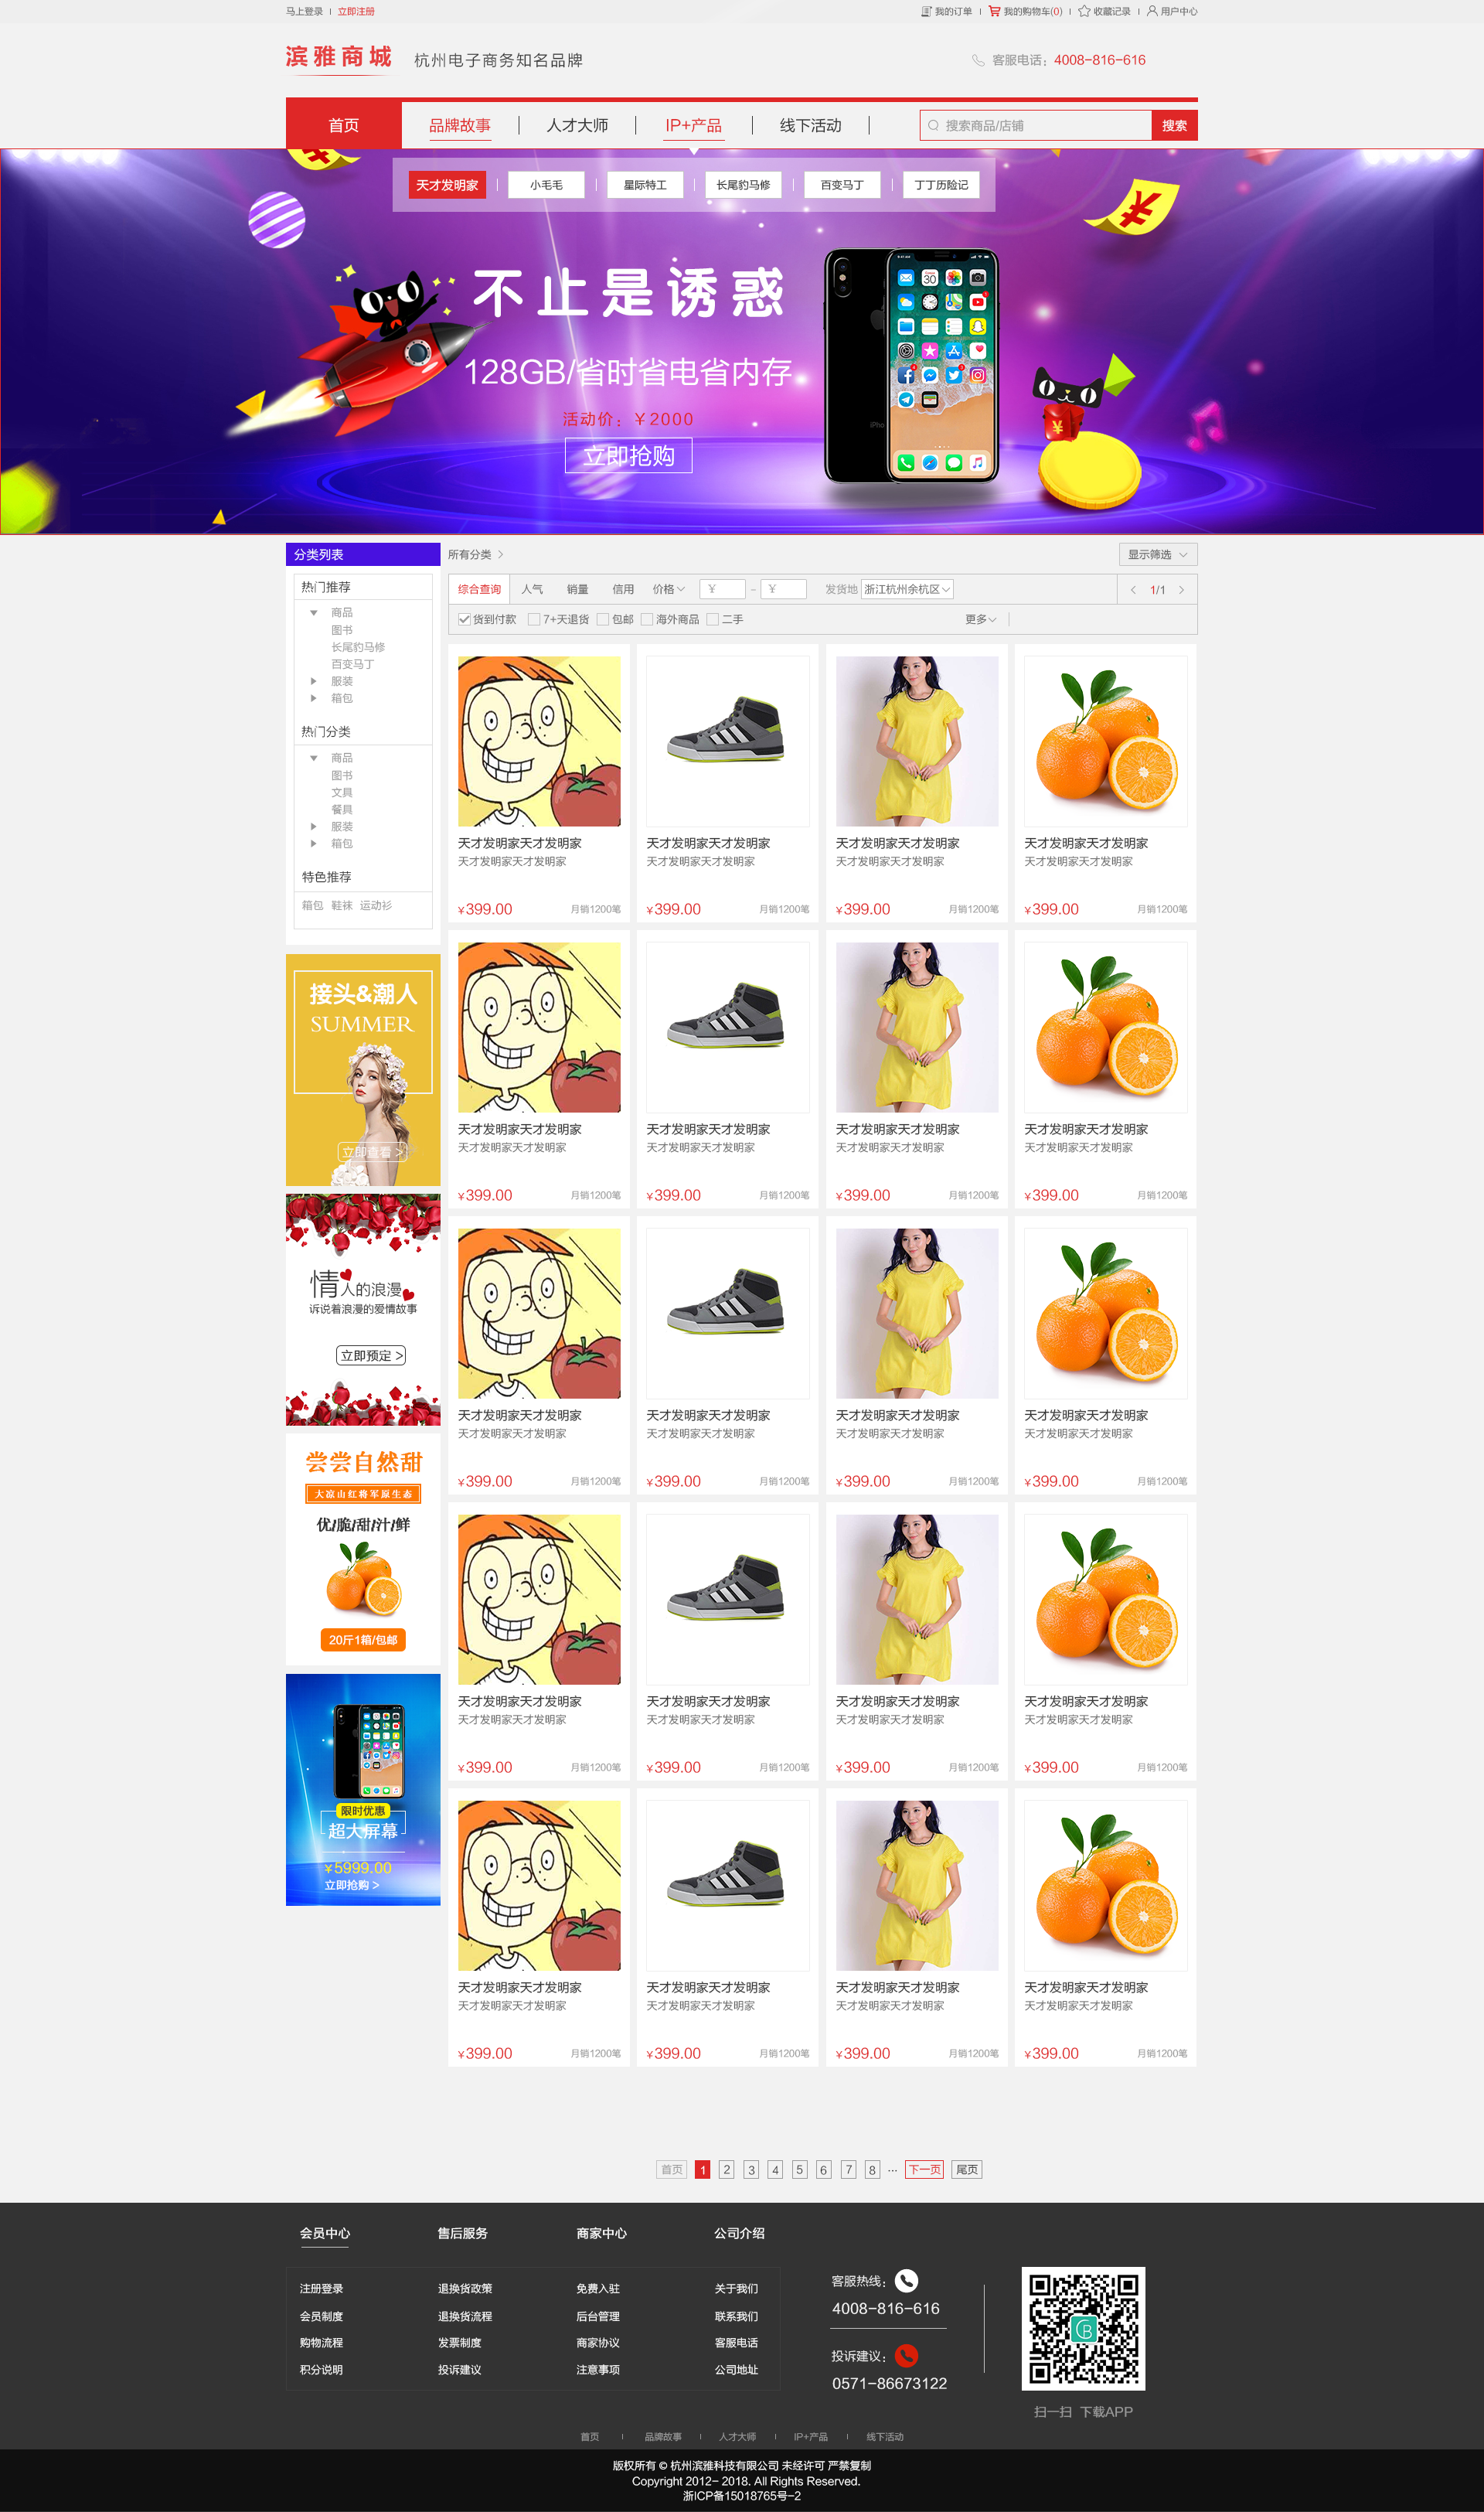 马上登录 立即注册 我的订单 我的购物车(0) 收藏记录 用户中心
滨雅商城 杭州电子商务知名品牌 客服电话：4008-816-616
首页 品牌故事 人才大师 IP+产品 线下活动 搜索商品/店铺 搜索
天才发明家 小毛毛 星际特工 长尾豹马修 百变马丁 丁丁历险记
不止是诱惑
128GB/省时省电省内存
活动价：￥2000
立即抢购
分类列表
热门推荐
商品
图书
长尾豹马修
百变马丁
服装
箱包
热门分类
商品
图书
文具
餐具
服装
箱包
特色推荐
箱包 鞋袜 运动衫
接头&潮人
SUMMER
立即查看 >
情人的浪漫
诉说着浪漫的爱情故事
立即预定 >
尝尝自然甜
大凉山红将军原生态
优/脆/甜/汁/鲜
20斤1箱/包邮
限时优惠
超大屏幕
￥5999.00
立即抢购 >
所有分类 > 显示筛选
综合查询 人气 销量 信用 价格 ￥ - ￥ 发货地 浙江杭州余杭区 < 1/1 >
货到付款 7+天退货 包邮 海外商品 二手 更多
天才发明家天才发明家 天才发明家天才发明家 天才发明家天才发明家 天才发明家天才发明家
天才发明家天才发明家 天才发明家天才发明家 天才发明家天才发明家 天才发明家天才发明家
￥399.00 月销1200笔 ￥399.00 月销1200笔 ￥399.00 月销1200笔 ￥399.00 月销1200笔
天才发明家天才发明家 天才发明家天才发明家 天才发明家天才发明家 天才发明家天才发明家
天才发明家天才发明家 天才发明家天才发明家 天才发明家天才发明家 天才发明家天才发明家
￥399.00 月销1200笔 ￥399.00 月销1200笔 ￥399.00 月销1200笔 ￥399.00 月销1200笔
天才发明家天才发明家 天才发明家天才发明家 天才发明家天才发明家 天才发明家天才发明家
天才发明家天才发明家 天才发明家天才发明家 天才发明家天才发明家 天才发明家天才发明家
￥399.00 月销1200笔 ￥399.00 月销1200笔 ￥399.00 月销1200笔 ￥399.00 月销1200笔
天才发明家天才发明家 天才发明家天才发明家 天才发明家天才发明家 天才发明家天才发明家
天才发明家天才发明家 天才发明家天才发明家 天才发明家天才发明家 天才发明家天才发明家
￥399.00 月销1200笔 ￥399.00 月销1200笔 ￥399.00 月销1200笔 ￥399.00 月销1200笔
天才发明家天才发明家 天才发明家天才发明家 天才发明家天才发明家 天才发明家天才发明家
天才发明家天才发明家 天才发明家天才发明家 天才发明家天才发明家 天才发明家天才发明家
￥399.00 月销1200笔 ￥399.00 月销1200笔 ￥399.00 月销1200笔 ￥399.00 月销1200笔
首页 1 2 3 4 5 6 7 8 ... 下一页 尾页
会员中心 售后服务 商家中心 公司介绍
注册登录 退换货政策 免费入驻 关于我们
会员制度 退换货流程 后台管理 联系我们
购物流程 发票制度 商家协议 客服电话
积分说明 投诉建议 注意事项 公司地址
客服热线：
4008-816-616
投诉建议：
0571-86673122
扫一扫 下载APP
首页 品牌故事 人才大师 IP+产品 线下活动
版权所有 © 杭州滨雅科技有限公司 未经许可 严禁复制
Copyright 2012- 2018. All Rights Reserved.
浙ICP备15018765号-2